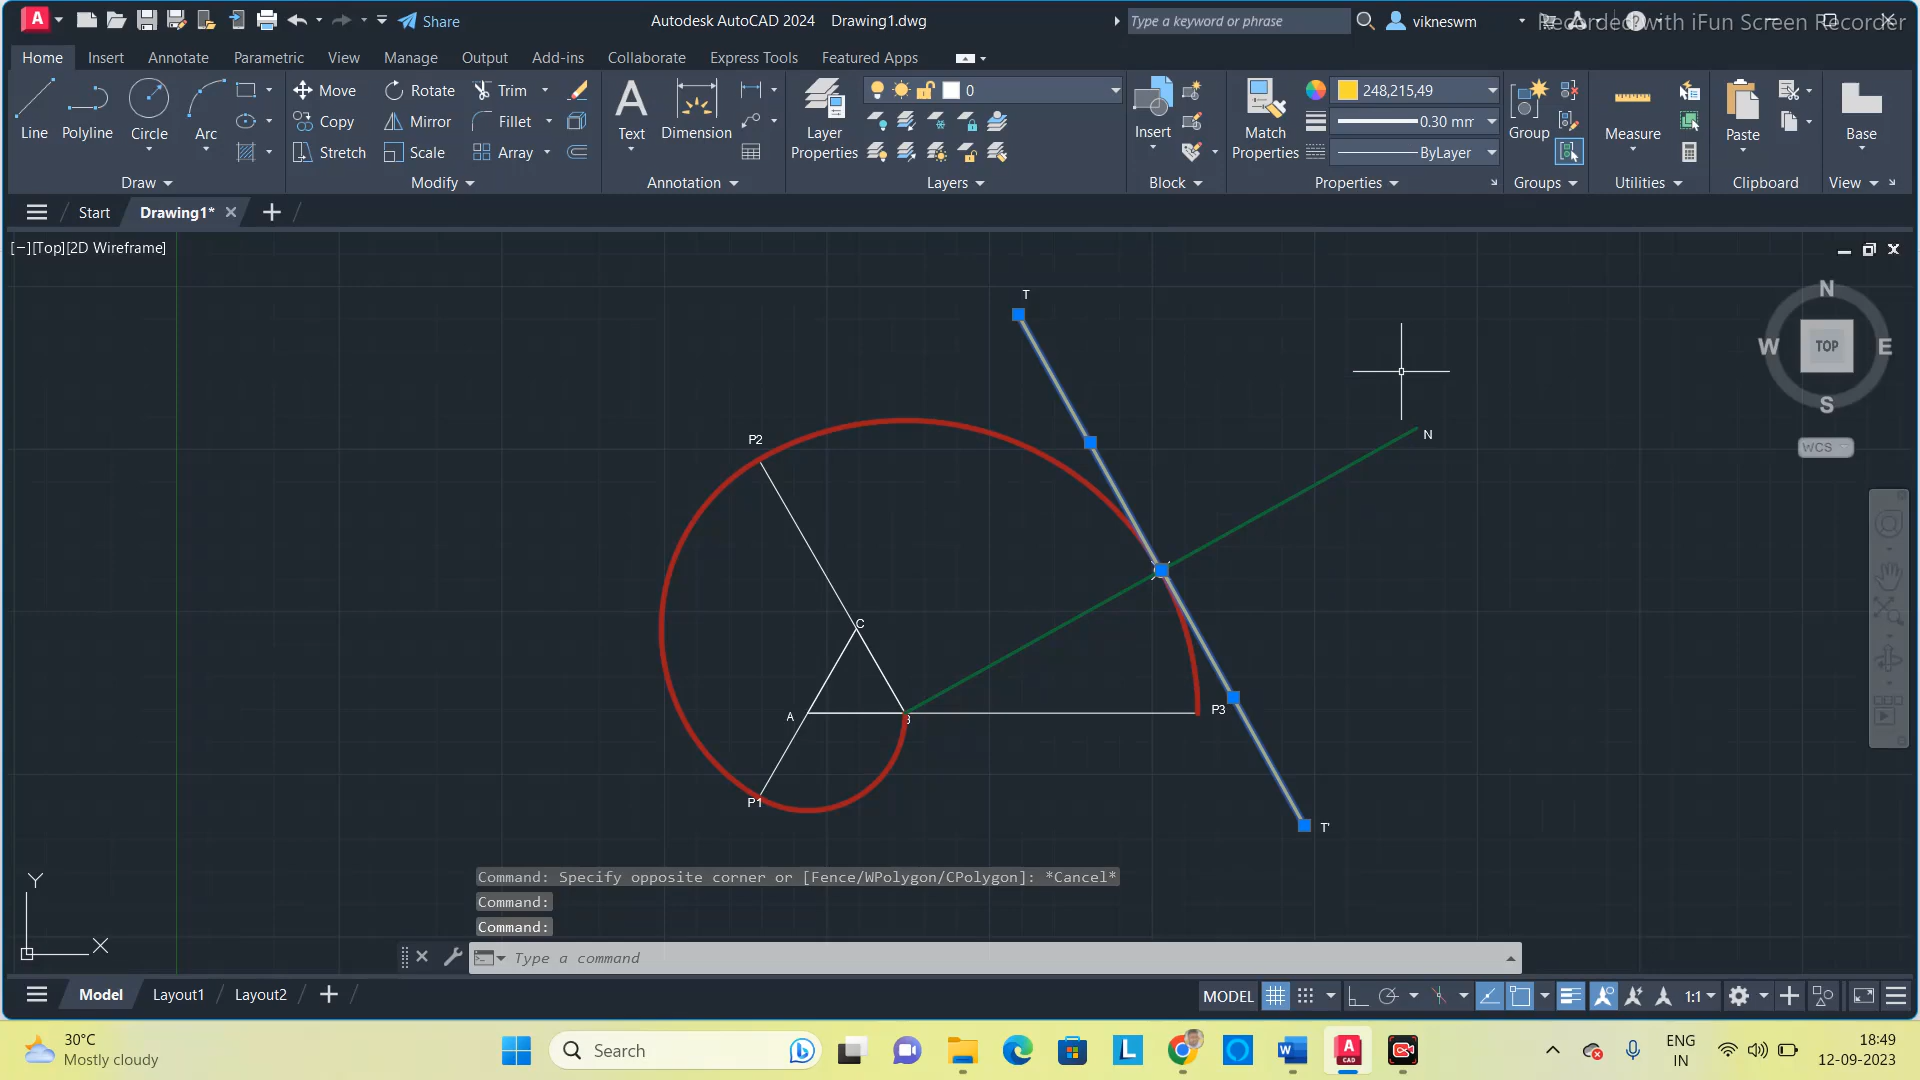 A Share Autodesk AutoCAD 2024 Drawing1.dwg Type a keyword or phrase vikneswm
Recorded with iFun Screen Recorder
Home Insert Annotate Parametric View Manage Output Add-ins Collaborate Express Tools Featured Apps
Line Polyline Circle Arc
Move Rotate Trim
Copy Mirror Fillet
Stretch Scale Array
Text Dimension
Layer Properties
0
Insert
Match Properties
248,215,49
0.30 mm
ByLayer
Group Measure Paste Base
Draw Modify Annotation Layers Block Properties Groups Utilities Clipboard View
Start Drawing1*
[−][Top][2D Wireframe]
T
N
W TOP E
S
WCS
P2
N
C
A
P3
P1
T'
Y
X
Command: Specify opposite corner or [Fence/WPolygon/CPolygon]: *Cancel*
Command:
Command:
Type a command
Model Layout1 Layout2
MODEL 1:1
30°C
Mostly cloudy
Search
L
W
A
CAD
ENG
IN
18:49
12-09-2023